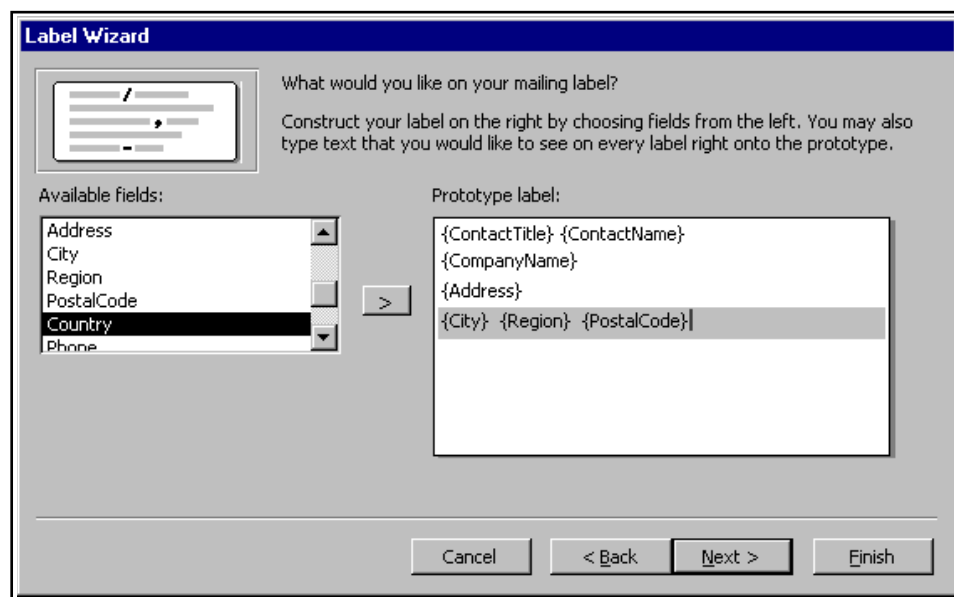 Label Wizard
What would you like on your mailing label?
Construct your label on the right by choosing fields from the left. You may also
type text that you would like to see on every label right onto the prototype.
Available fields:
Address
City
Region
PostalCode
Country
Phone
>
Prototype label:
{ContactTitle} {ContactName}
{CompanyName}
{Address}
{City} {Region} {PostalCode}
Cancel
< Back
Next >
Finish